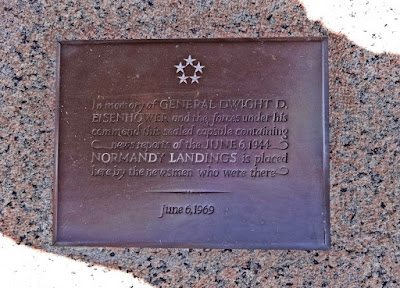 In memory of GENERAL DWIGHT D.
EISENHOWER and the forces under his
command this sealed capsule containing
news reports of the JUNE 6, 1944
NORMANDY LANDINGS is placed
here by the newsmen who were there
June 6, 1969